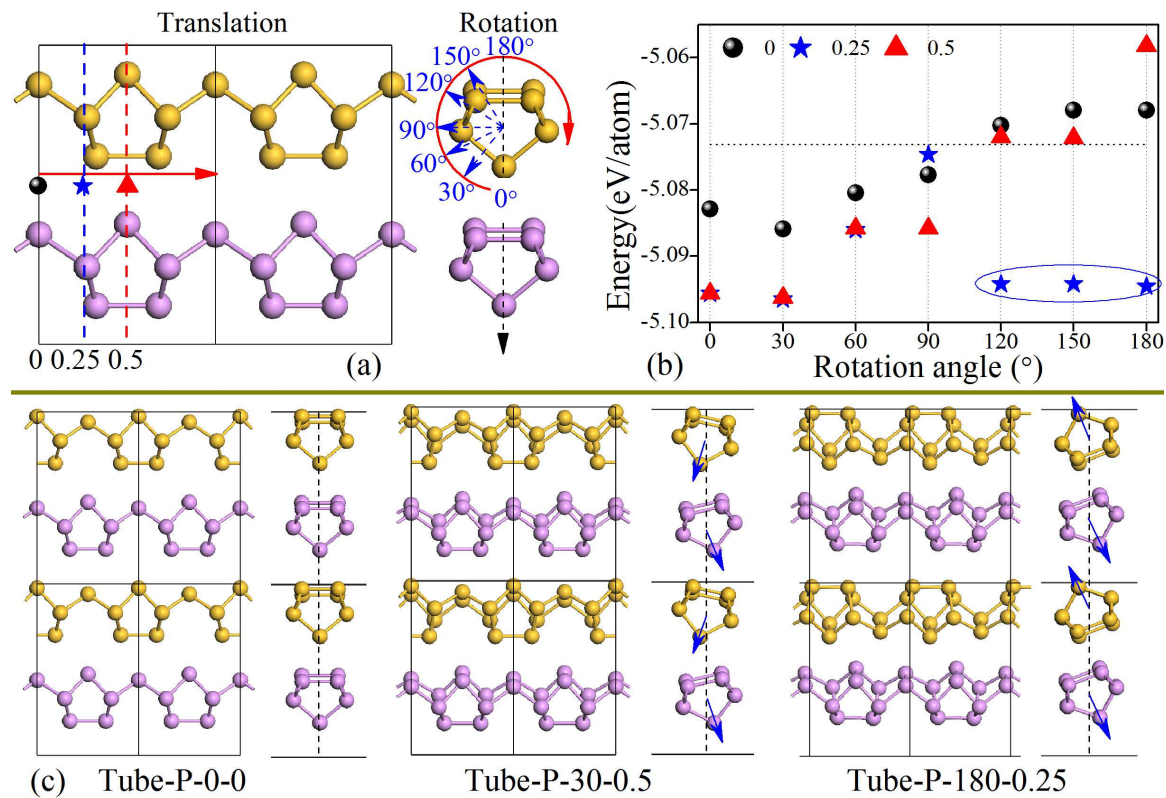 Translation
Rotation
180°
150°
120°
90°
60°
30°
0°
0 0.25 0.5
(a)
Energy(eV/atom)
-5.06
-5.07
-5.08
-5.09
-5.10
0 0.25 0.5
0 30 60 90 120 150 180
(b) Rotation angle (°)
(c) Tube-P-0-0 Tube-P-30-0.5 Tube-P-180-0.25